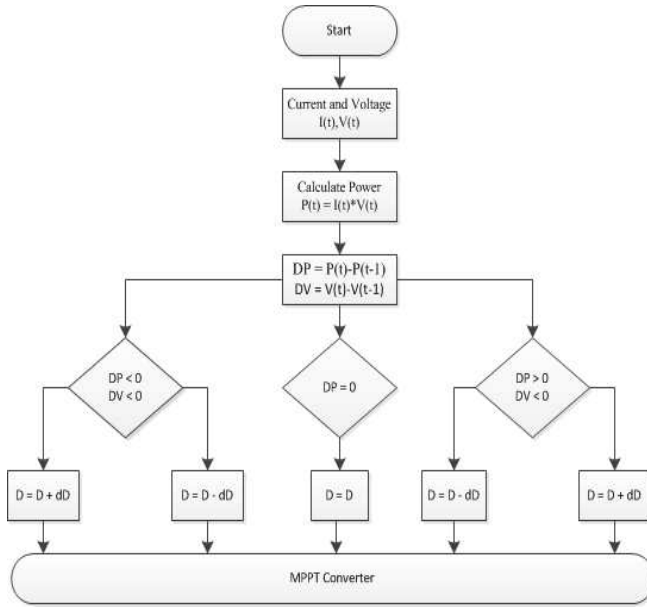 Start
Current and Voltage
I(t),V(t)
Calculate Power
P(t) = I(t)*V(t)
DP = P(t)-P(t-1)
DV = V(t)-V(t-1)
DP < 0
DV < 0
DP = 0
DP > 0
DV < 0
D = D + dD
D = D - dD
D = D
D = D - dD
D = D + dD
MPPT Converter